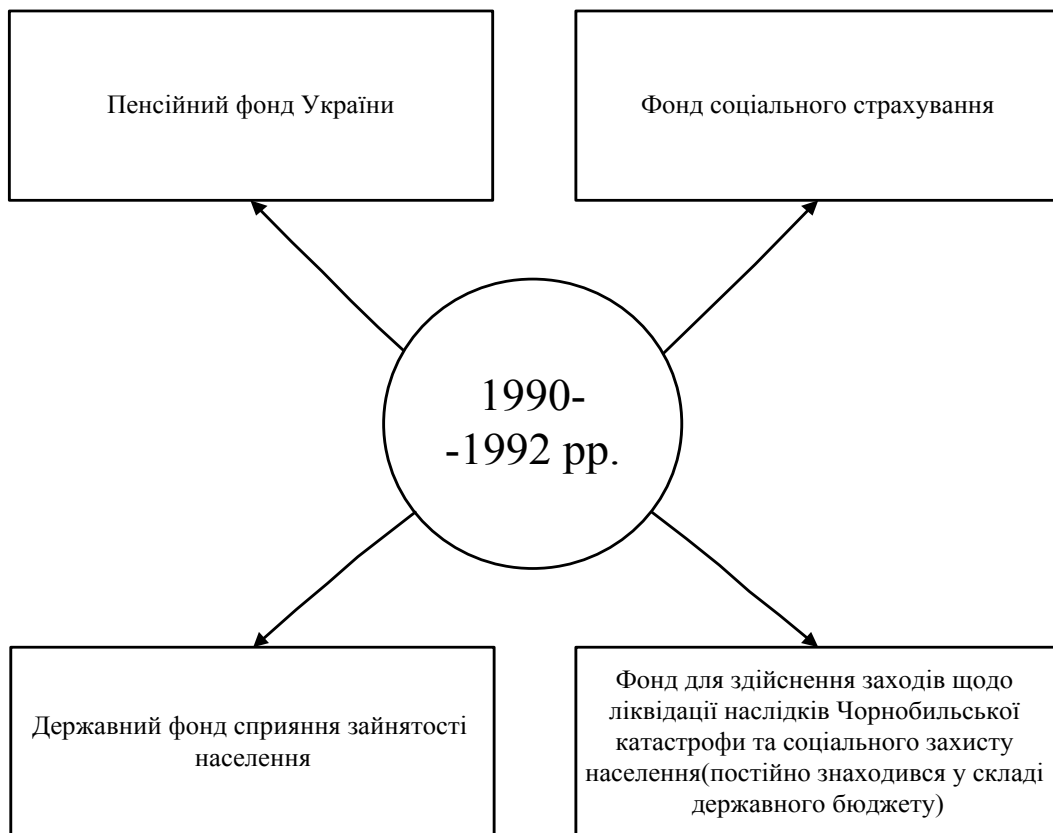 Пенсійний фонд України
Фонд соціального страхування
1990-
-1992 рр.
Державний фонд сприяння зайнятості
населення
Фонд для здійснення заходів щодо
ліквідації наслідків Чорнобильської
катастрофи та соціального захисту
населення(постійно знаходився у складі
державного бюджету)